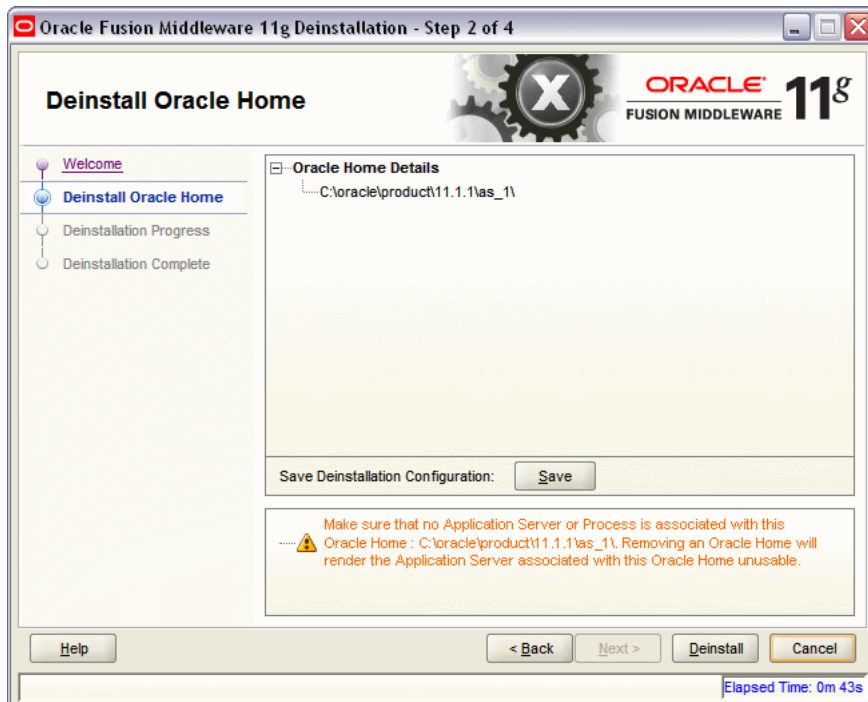 Oracle Fusion Middleware 11g Deinstallation - Step 2 of 4
Deinstall Oracle Home
X
ORACLE
FUSION MIDDLEWARE
11g
Welcome
Deinstall Oracle Home
Deinstallation Progress
Deinstallation Complete
Oracle Home Details
C:\oracle\product\11.1.1\as_1\
Save Deinstallation Configuration:
Save
Make sure that no Application Server or Process is associated with this
Oracle Home : C:\oracle\product\11.1.1\as_1\. Removing an Oracle Home will
render the Application Server associated with this Oracle Home unusable.
Help
< Back
Next >
Deinstall
Cancel
Elapsed Time: 0m 43s